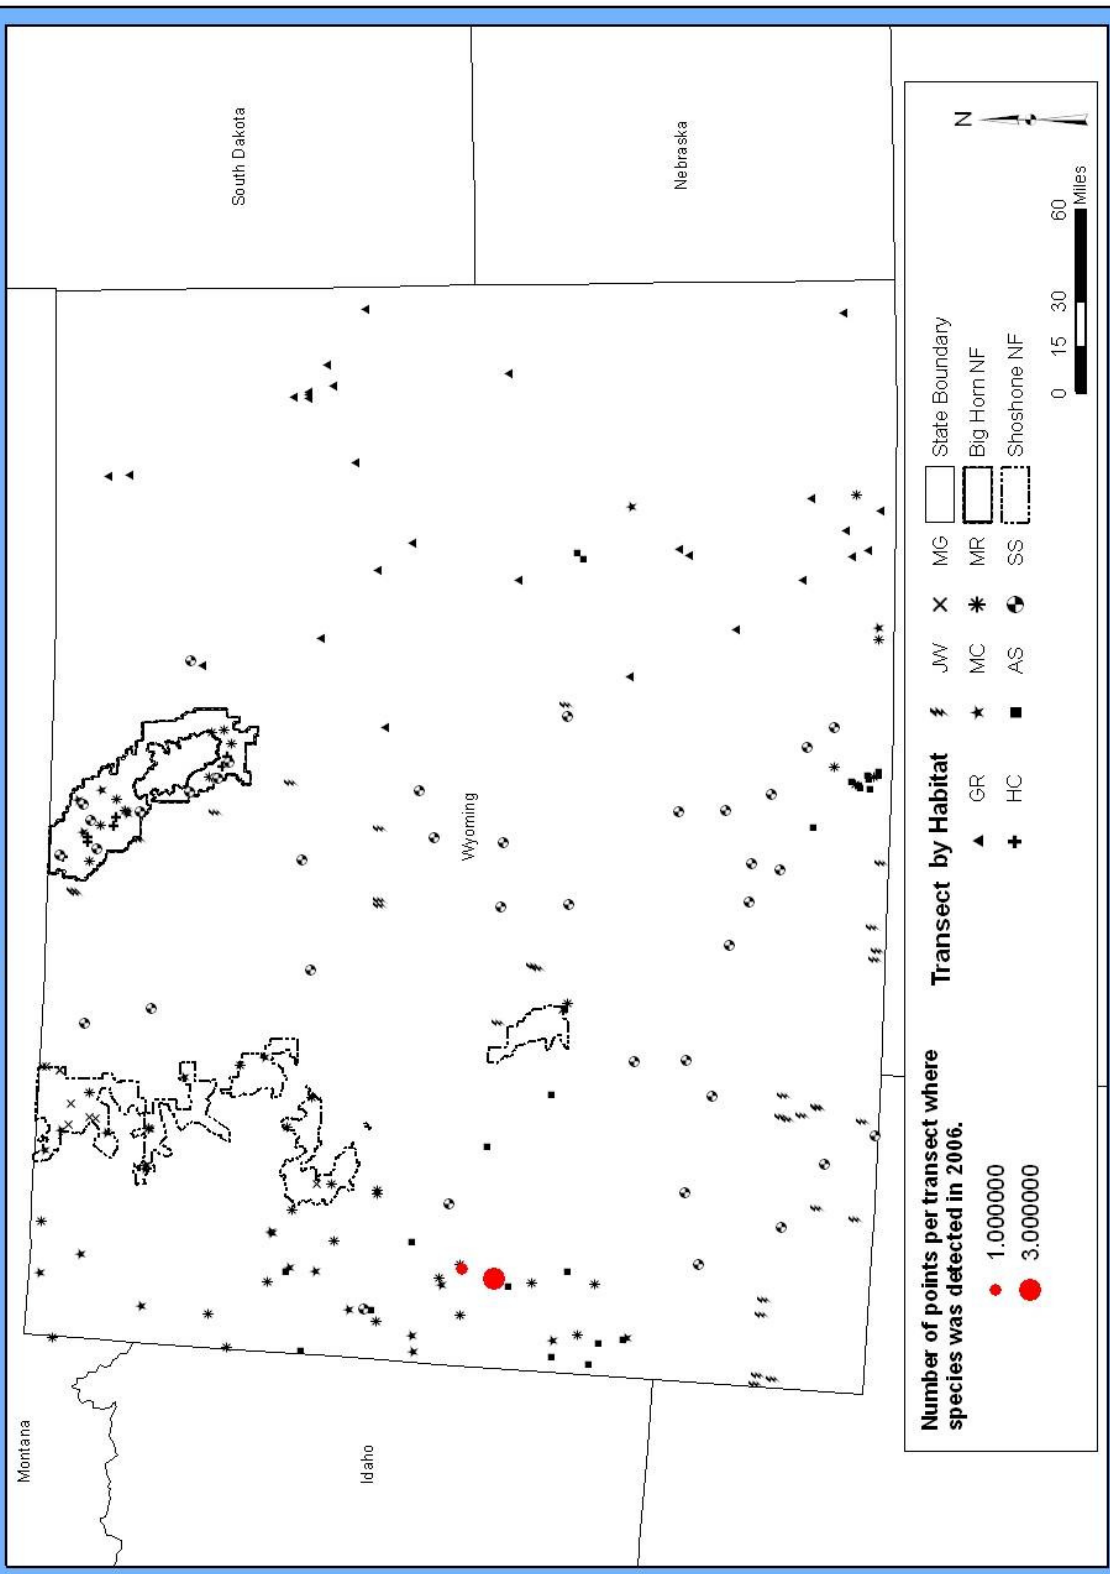 Montana
South Dakota
Idaho
Wyoming
Nebraska
Number of points per transect where
species was detected in 2006.
1.000000
3.000000
Transect by Habitat
GR
HC
JW
MC
AS
MG
MR
SS
State Boundary
Big Horn NF
Shoshone NF
N
0 15 30 60
Miles